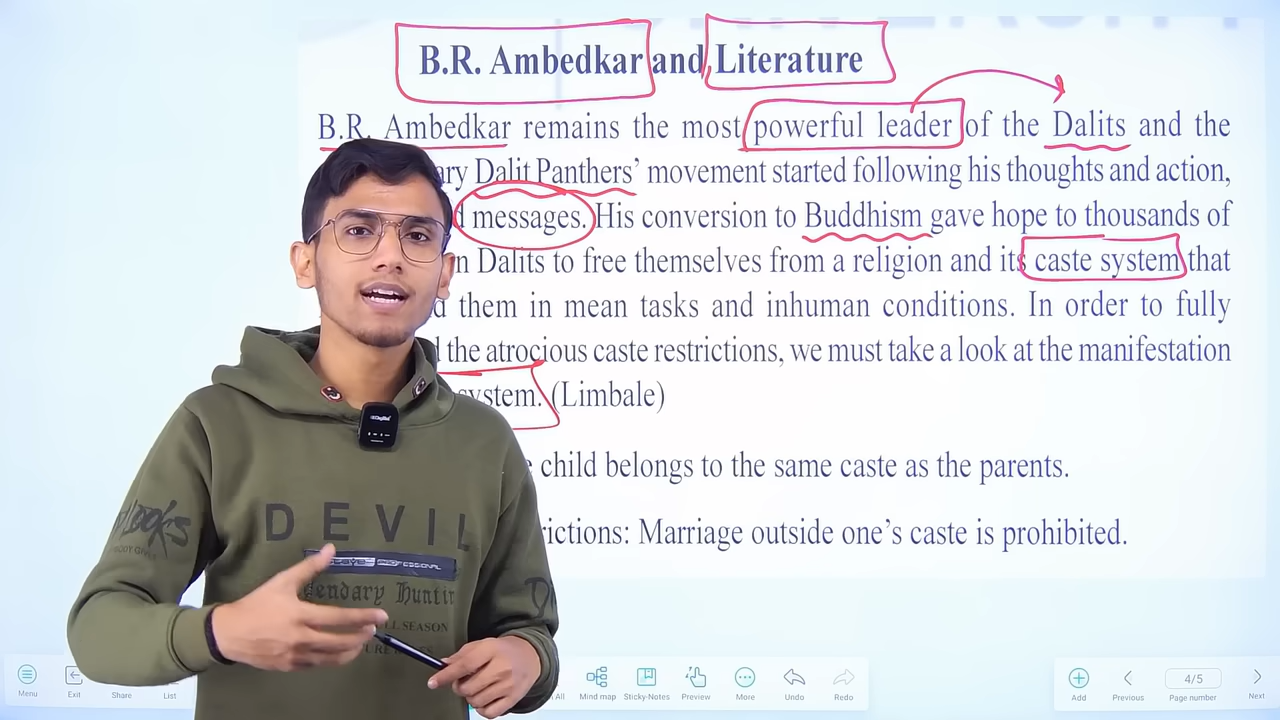 B.R. Ambedkar and Literature
B.R. Ambedkar remains the most powerful leader of the Dalits and the
Dalit Panthers' movement started following his thoughts and action,
messages. His conversion to Buddhism gave hope to thousands of
Dalits to free themselves from a religion and its caste system that
them in mean tasks and inhuman conditions. In order to fully
the atrocious caste restrictions, we must take a look at the manifestation
system. (Limbale)
child belongs to the same caste as the parents.
Marriage outside one's caste is prohibited.
DEVIL
PROFESSIONAL
SEASON
Menu
Exit
Share
List
All
Mind map
Sticky-Notes
Preview
More
Undo
Redo
Add
Previous
4/5
Page number
Next